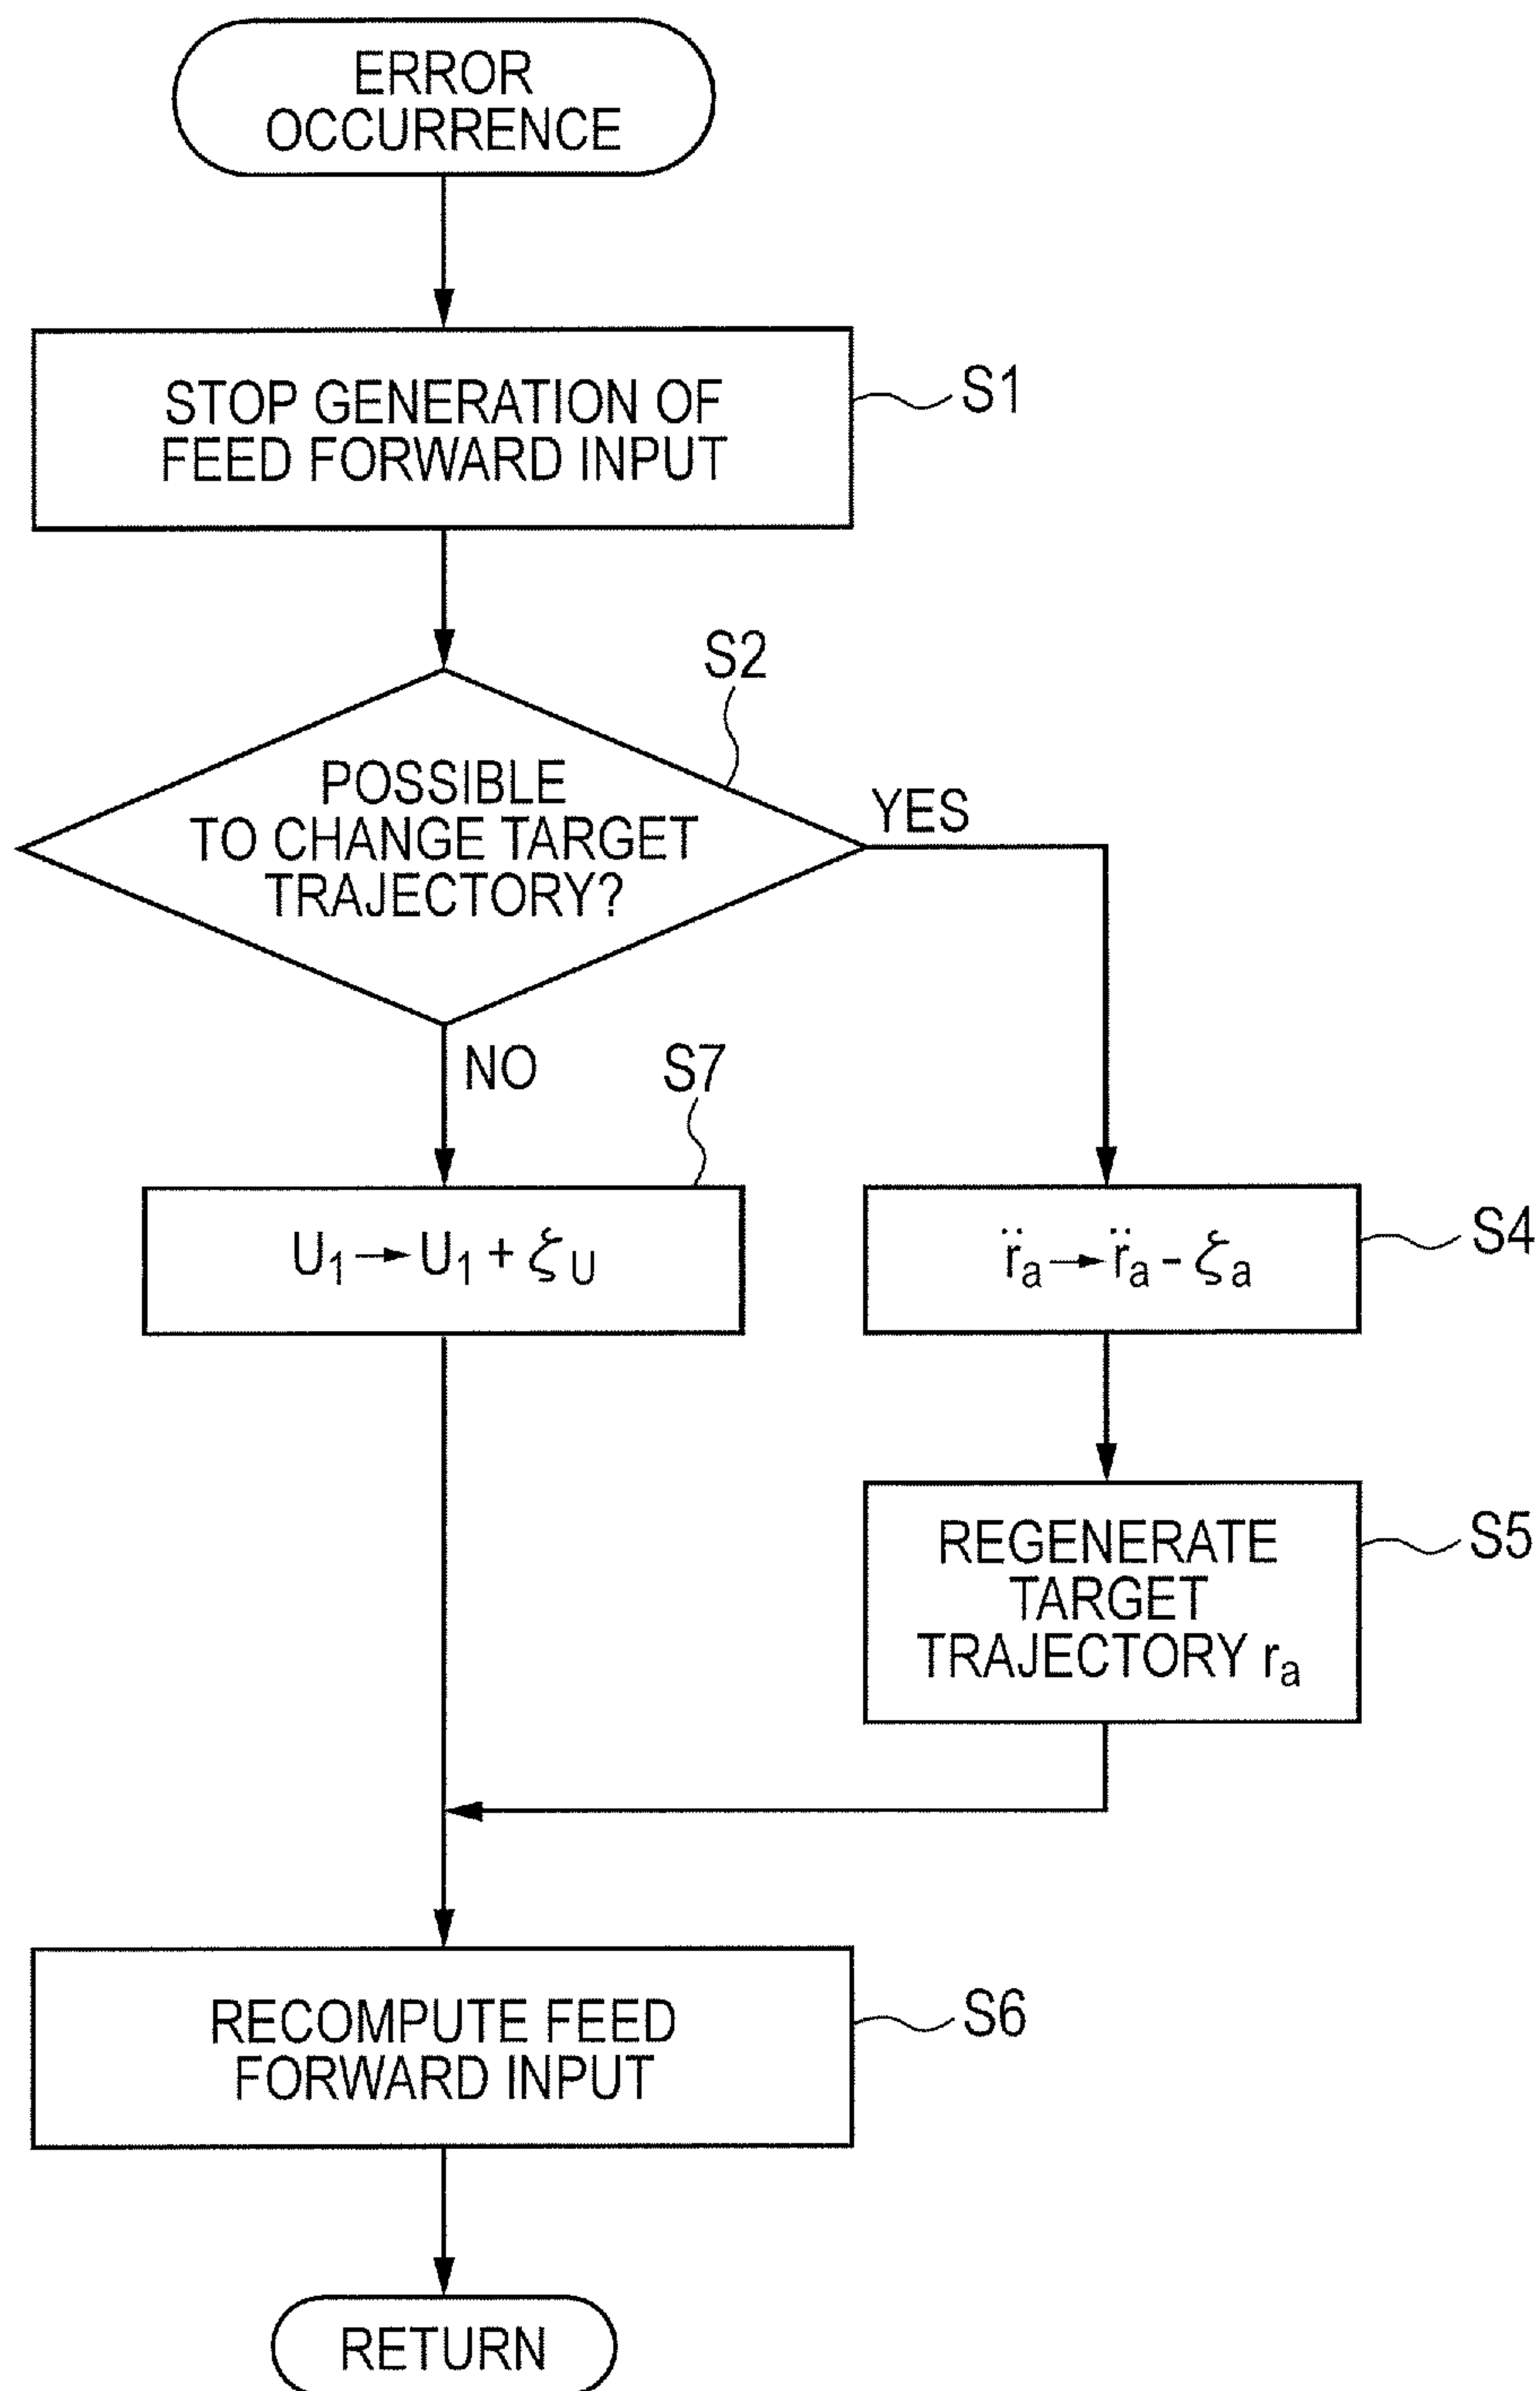 ERROR
OCCURRENCE
STOP GENERATION OF
FEED FORWARD INPUT
S1
S2
POSSIBLE
TO CHANGE TARGET
TRAJECTORY?
YES
NO
S7
U₁ → U₁ + ζ_U
r̈ₐ → r̈ₐ - ζₐ
S4
REGENERATE
TARGET
TRAJECTORY rₐ
S5
RECOMPUTE FEED
FORWARD INPUT
S6
RETURN